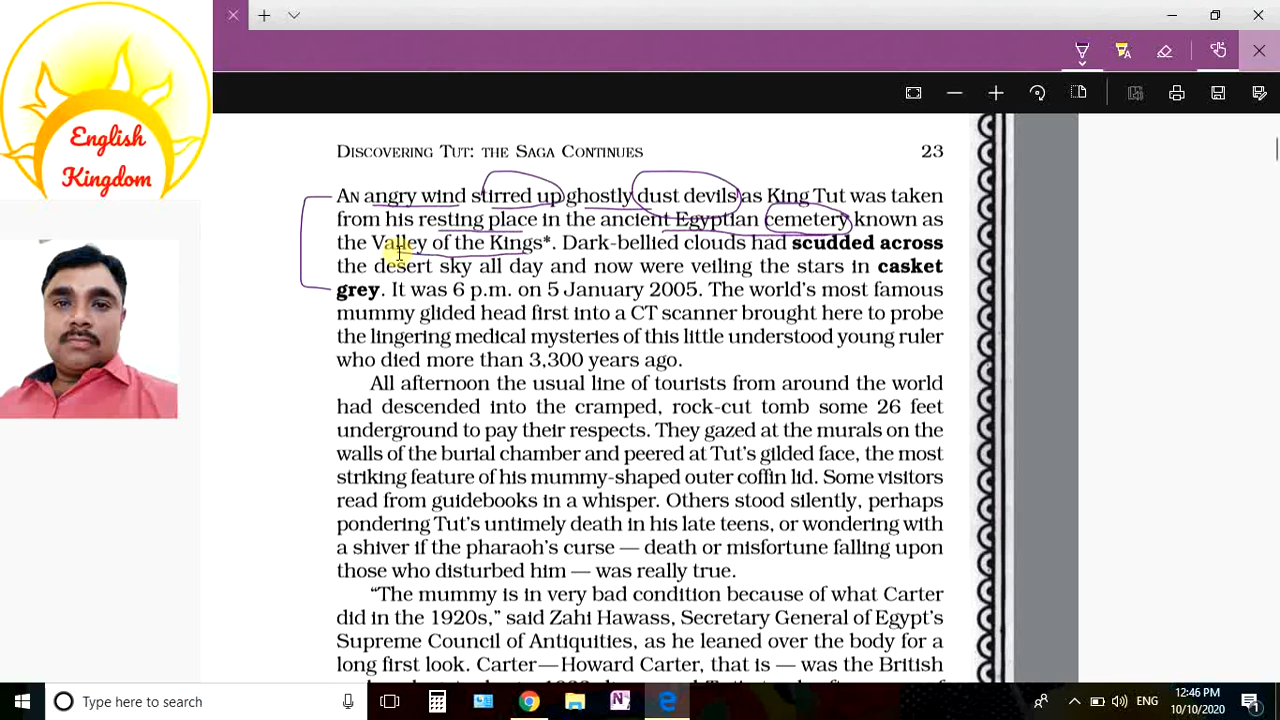 English
Kingdom
DISCOVERING TUT: THE SAGA CONTINUES 23
AN angry wind stirred up ghostly dust devils as King Tut was taken
from his resting place in the ancient Egyptian cemetery known as
the Valley of the Kings*. Dark-bellied clouds had scudded across
the desert sky all day and now were veiling the stars in casket
grey. It was 6 p.m. on 5 January 2005. The world's most famous
mummy glided head first into a CT scanner brought here to probe
the lingering medical mysteries of this little understood young ruler
who died more than 3,300 years ago.
All afternoon the usual line of tourists from around the world
had descended into the cramped, rock-cut tomb some 26 feet
underground to pay their respects. They gazed at the murals on the
walls of the burial chamber and peered at Tut's gilded face, the most
striking feature of his mummy-shaped outer coffin lid. Some visitors
read from guidebooks in a whisper. Others stood silently, perhaps
pondering Tut's untimely death in his late teens, or wondering with
a shiver if the pharaoh's curse — death or misfortune falling upon
those who disturbed him — was really true.
"The mummy is in very bad condition because of what Carter
did in the 1920s," said Zahi Hawass, Secretary General of Egypt's
Supreme Council of Antiquities, as he leaned over the body for a
long first look. Carter—Howard Carter, that is — was the British
Type here to search
ENG
12:46 PM
10/10/2020